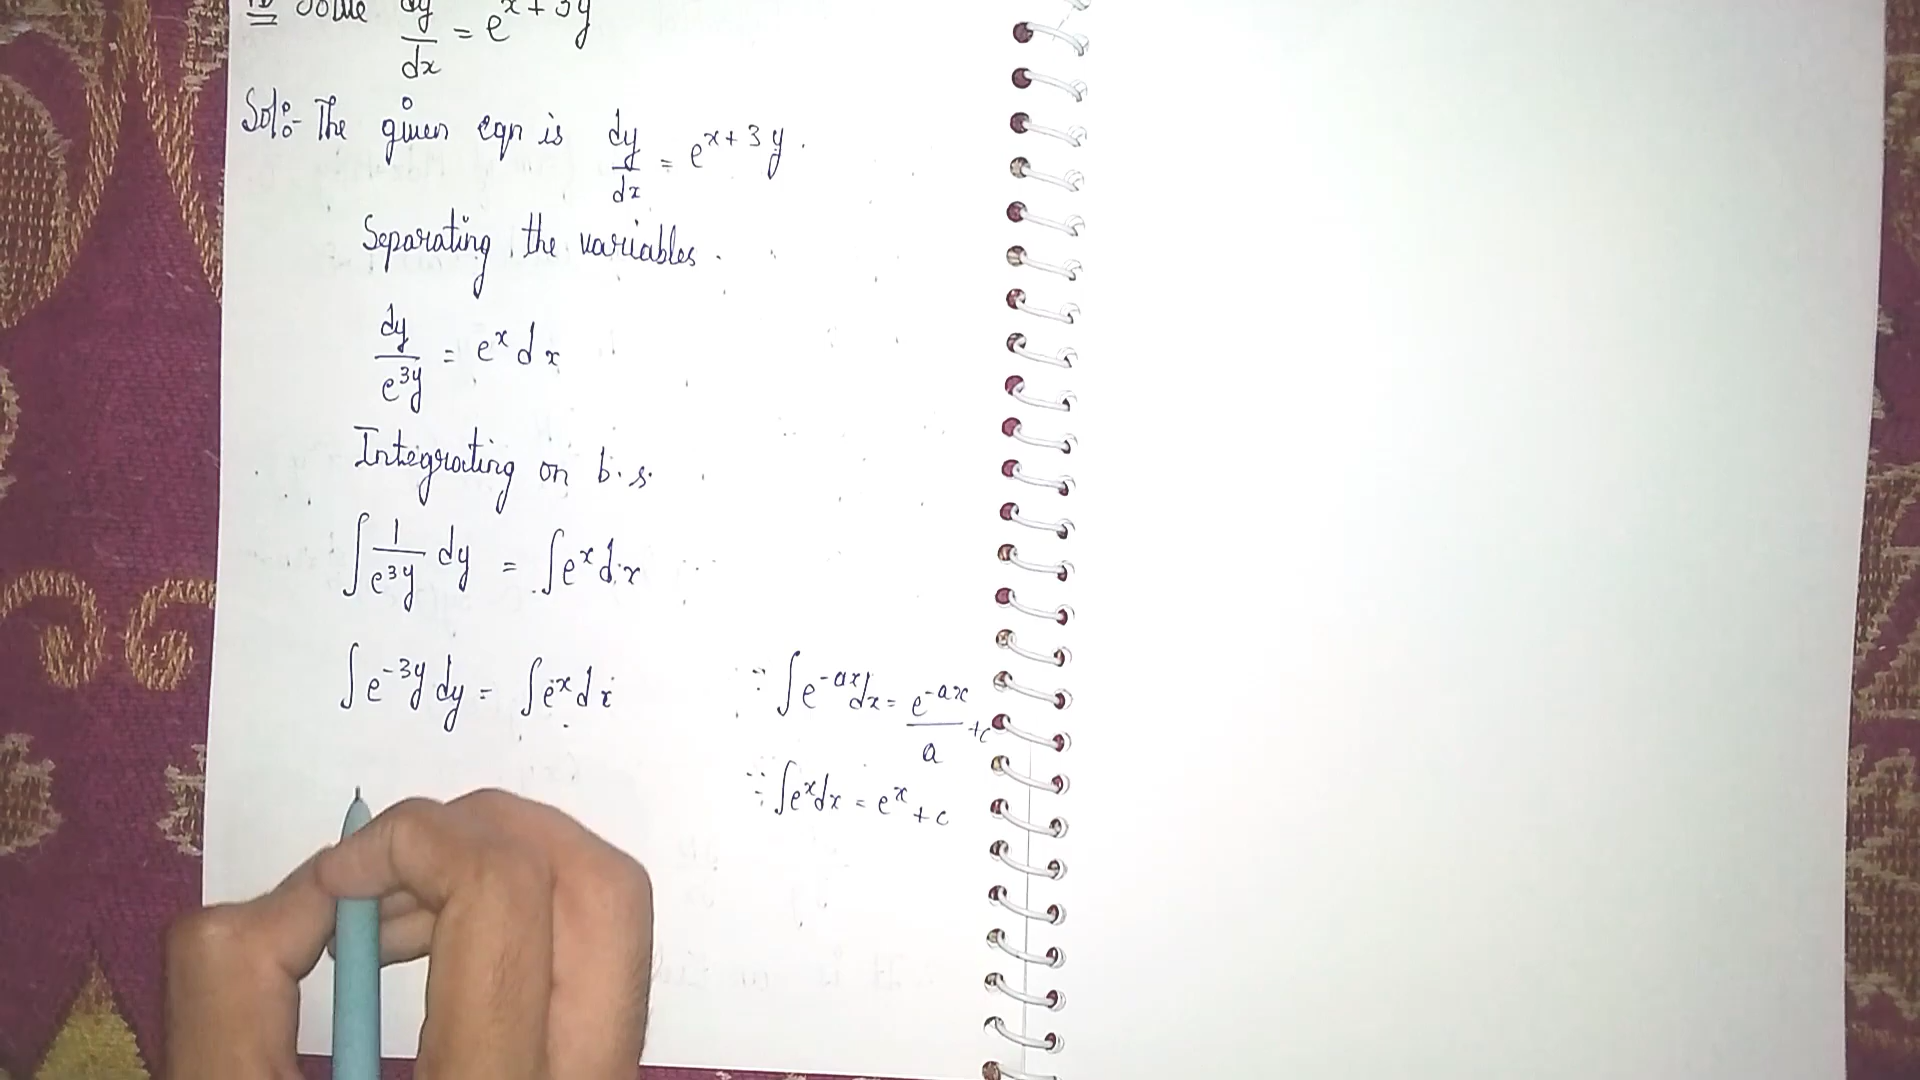 Solve dy/dx = e^x+3y
Sol:- The given eqn is dy/dx = e^x+3y.
Separating the variables.
dy/e^3y = e^x dx
Integrating on b.s.
∫ 1/e^3y dy = ∫e^x dx
∫e^-3y dy = ∫e^x dx
∵ ∫e^-ax dx = e^-ax/a +c
∵ ∫e^x dx = e^x +c